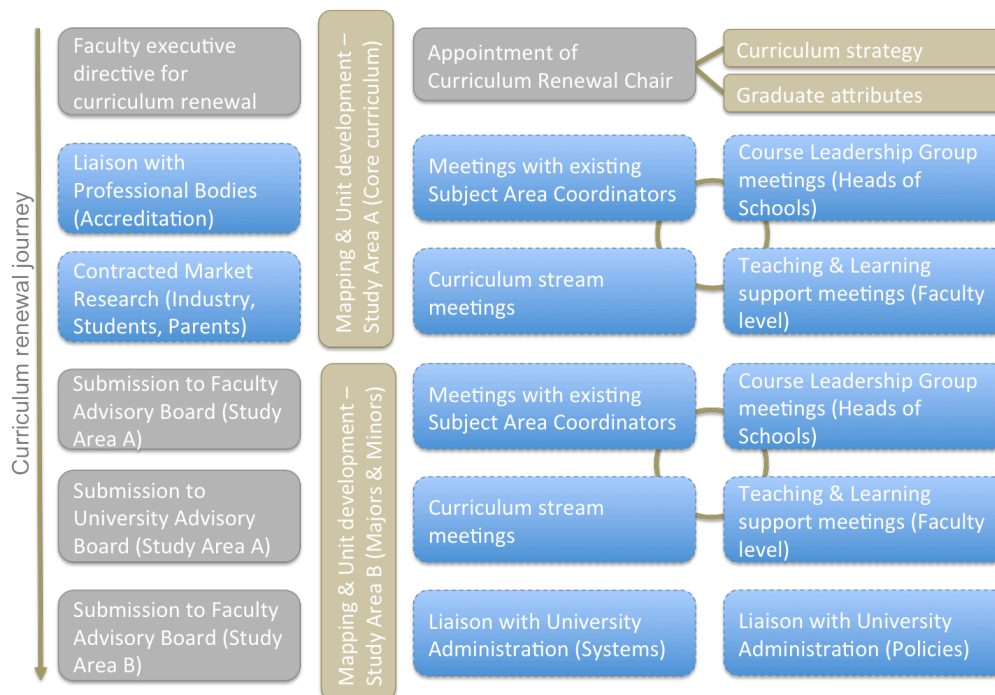 Curriculum renewal journey
Faculty executive
directive for
curriculum renewal
Liaison with
Professional Bodies
(Accreditation)
Contracted Market
Research (Industry,
Students, Parents)
Submission to Faculty
Advisory Board (Study
Area A)
Submission to
University Advisory
Board (Study Area A)
Submission to Faculty
Advisory Board (Study
Area B)
Mapping & Unit development –
Study Area A (Core curriculum)
Mapping & Unit development –
Study Area B (Majors & Minors)
Appointment of
Curriculum Renewal Chair
Curriculum strategy
Graduate attributes
Meetings with existing
Subject Area Coordinators
Course Leadership Group
meetings (Heads of
Schools)
Curriculum stream
meetings
Teaching & Learning
support meetings (Faculty
level)
Meetings with existing
Subject Area Coordinators
Course Leadership Group
meetings (Heads of
Schools)
Curriculum stream
meetings
Teaching & Learning
support meetings (Faculty
level)
Liaison with University
Administration (Systems)
Liaison with University
Administration (Policies)